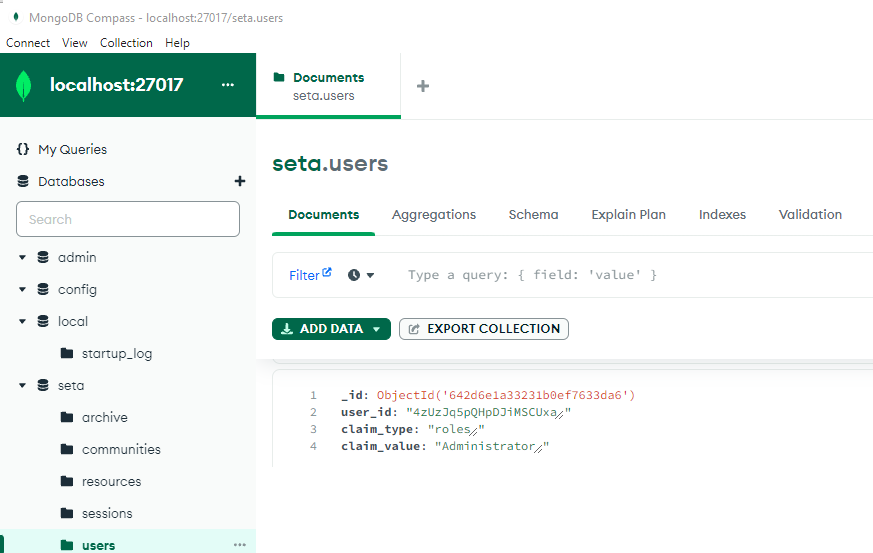 MongoDB Compass - localhost:27017/seta.users
Connect View Collection Help
localhost:27017 ...
Documents
seta.users
+
{} My Queries
Databases +
Search
admin
config
local
startup_log
seta
archive
communities
resources
sessions
users ...
seta.users
Documents Aggregations Schema Explain Plan Indexes Validation
Filter Type a query: { field: 'value' }
ADD DATA EXPORT COLLECTION
1 _id: ObjectId('642d6e1a33231b0ef7633da6')
2 user_id: "4zUzJq5pQHpDJiMSCUxa"
3 claim_type: "roles"
4 claim_value: "Administrator"